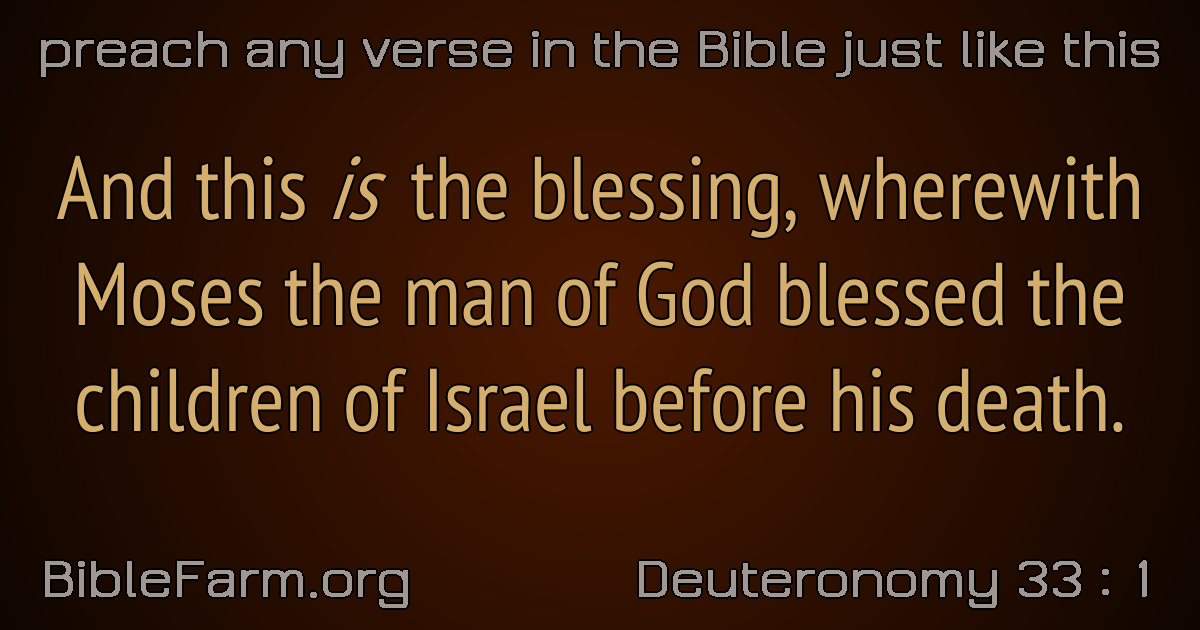 preach any verse in the Bible just like this
And this is the blessing, wherewith
Moses the man of God blessed the
children of Israel before his death.
BibleFarm.org
Deuteronomy 33 : 1